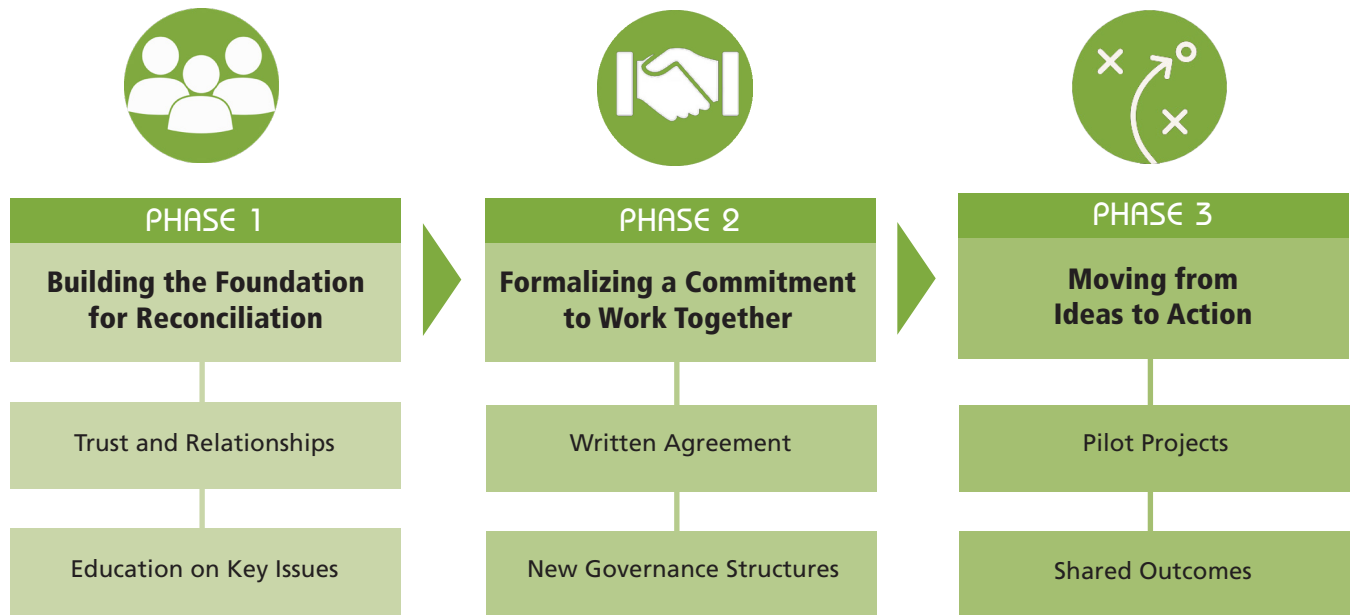 PHASE 1
Building the Foundation
for Reconciliation
Trust and Relationships
Education on Key Issues
PHASE 2
Formalizing a Commitment
to Work Together
Written Agreement
New Governance Structures
PHASE 3
Moving from
Ideas to Action
Pilot Projects
Shared Outcomes